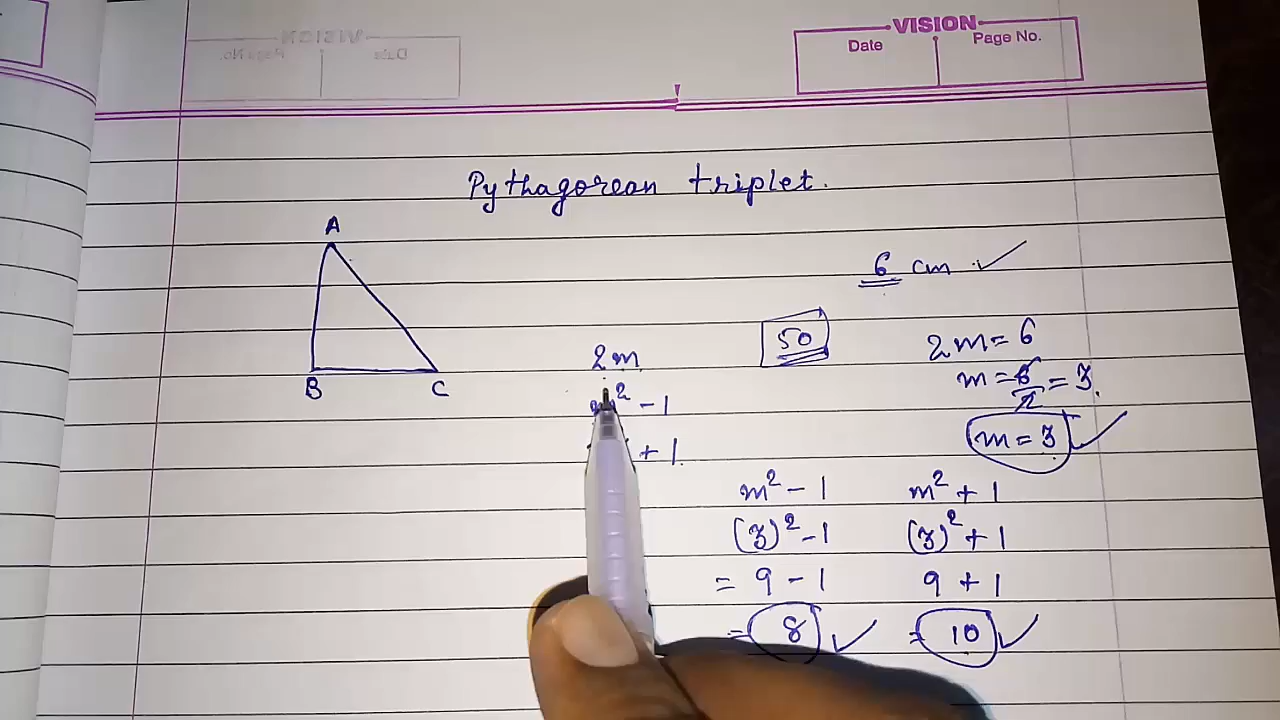 VISION
Date
Page No.
Pythagorean triplet.
A
B
C
6 cm ✓
50
2m
m² - 1
+ 1.
2m = 6
m = 6/2 = 3.
m = 3 ✓
m² - 1
m² + 1
(3)² - 1
(3)² + 1
= 9 - 1
9 + 1
= 8 ✓
= 10 ✓